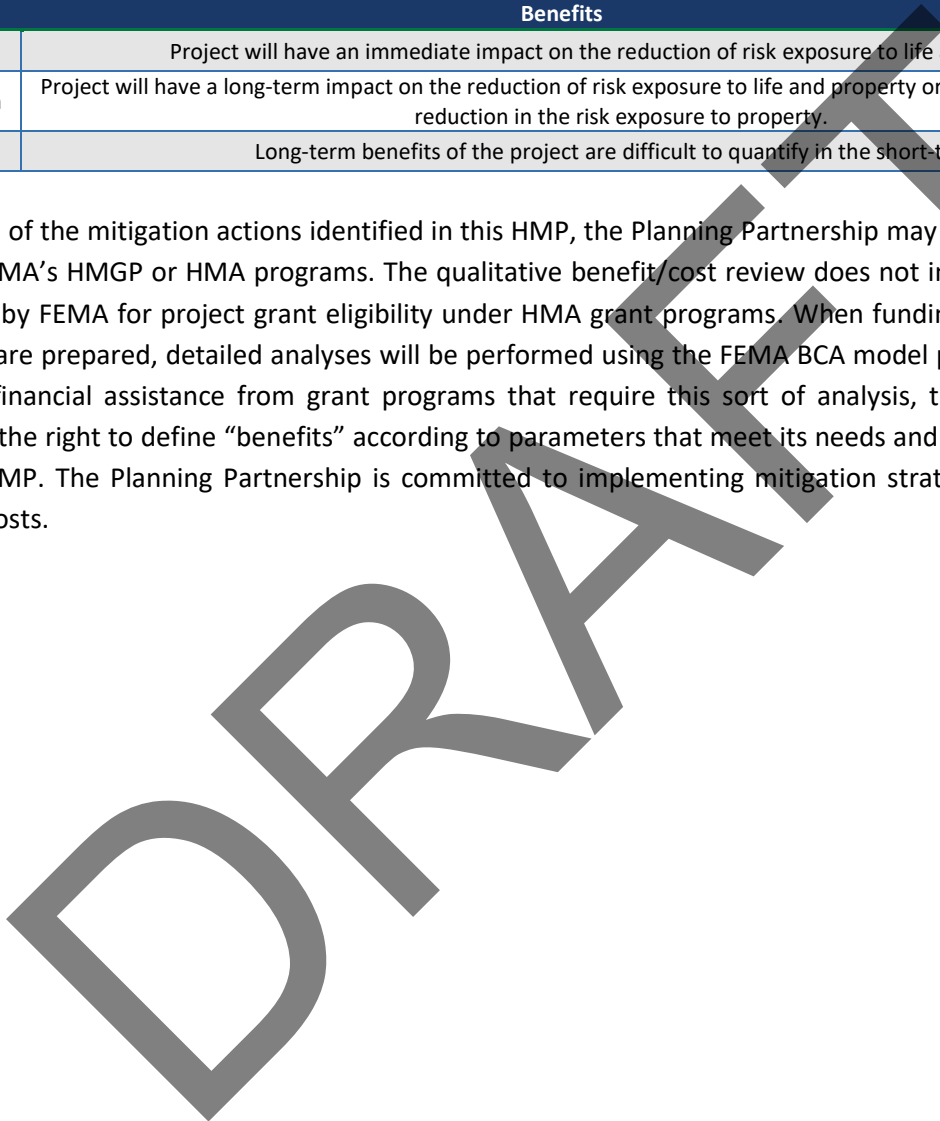 Benefits
Project will have an immediate impact on the reduction of risk exposure to life
Project will have a long-term impact on the reduction of risk exposure to life and property or
reduction in the risk exposure to property.
Long-term benefits of the project are difficult to quantify in the short-t
of the mitigation actions identified in this HMP, the Planning Partnership may
MA’s HMGP or HMA programs. The qualitative benefit/cost review does not in
by FEMA for project grant eligibility under HMA grant programs. When fundin
are prepared, detailed analyses will be performed using the FEMA BCA model p
financial assistance from grant programs that require this sort of analysis, t
the right to define “benefits” according to parameters that meet its needs and
MP. The Planning Partnership is committed to implementing mitigation strat
osts.
DRAFT